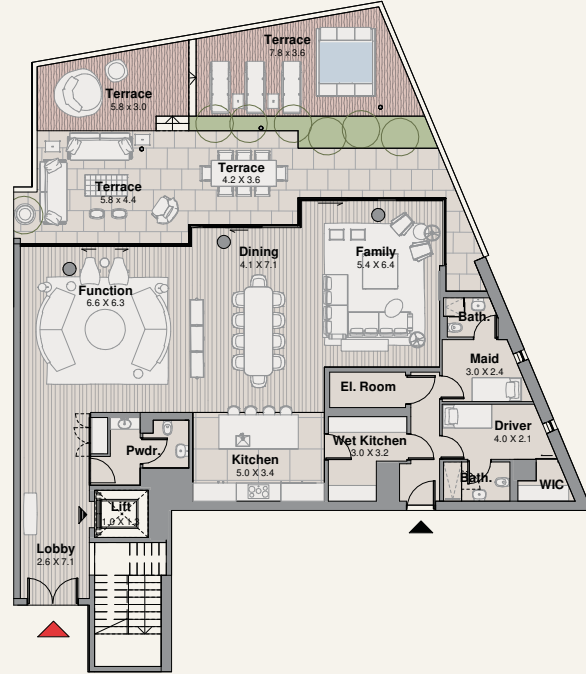 Terrace
7.8 x 3.6
Terrace
5.8 x 3.0
Terrace
4.2 X 3.6
Terrace
5.8 x 4.4
Dining
4.1 X 7.1
Family
5.4 X 6.4
Function
6.6 X 6.3
Bath.
Maid
3.0 X 2.4
El. Room
Driver
4.0 X 2.1
Wet Kitchen
3.0 X 3.2
Pwdr.
Kitchen
5.0 X 3.4
Bath.
WIC
Lift
Lobby
2.6 X 7.1